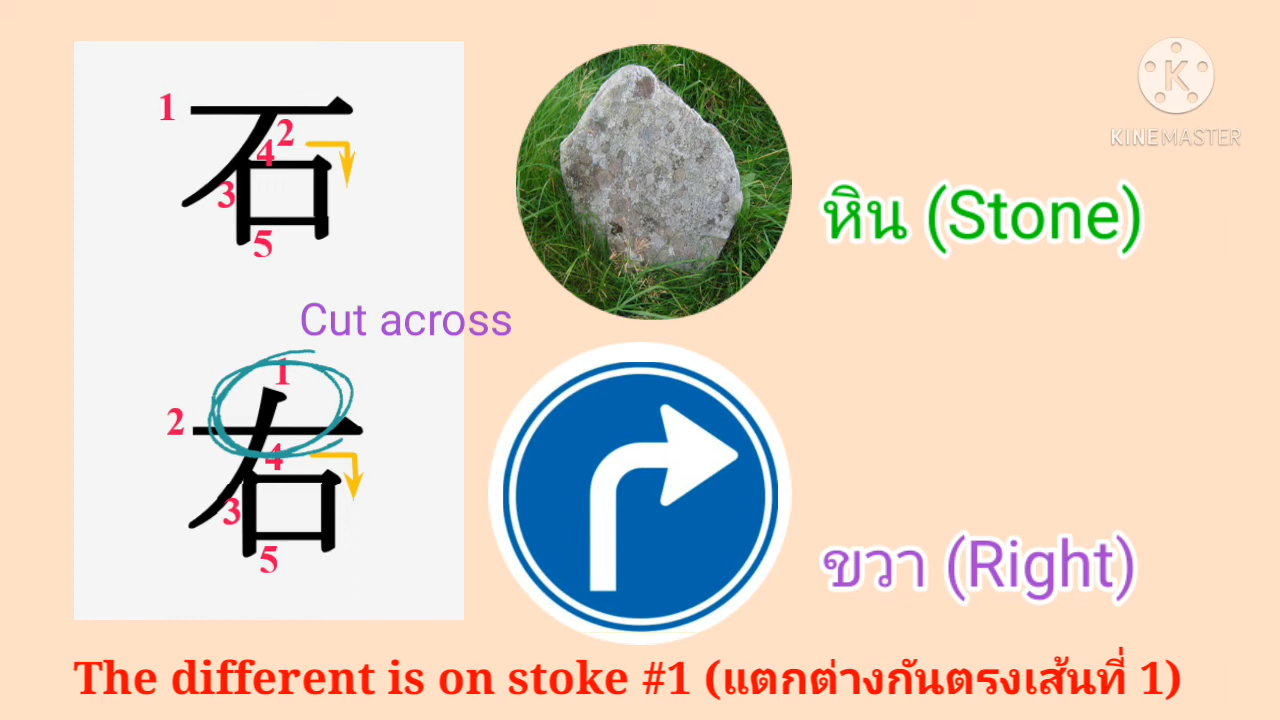 石
1
2
4
3
5
หิน (Stone)
KINEMASTER
Cut across
右
1
2
4
3
5
ขวา (Right)
The different is on stoke #1 (แตกต่างกันตรงเส้นที่ 1)